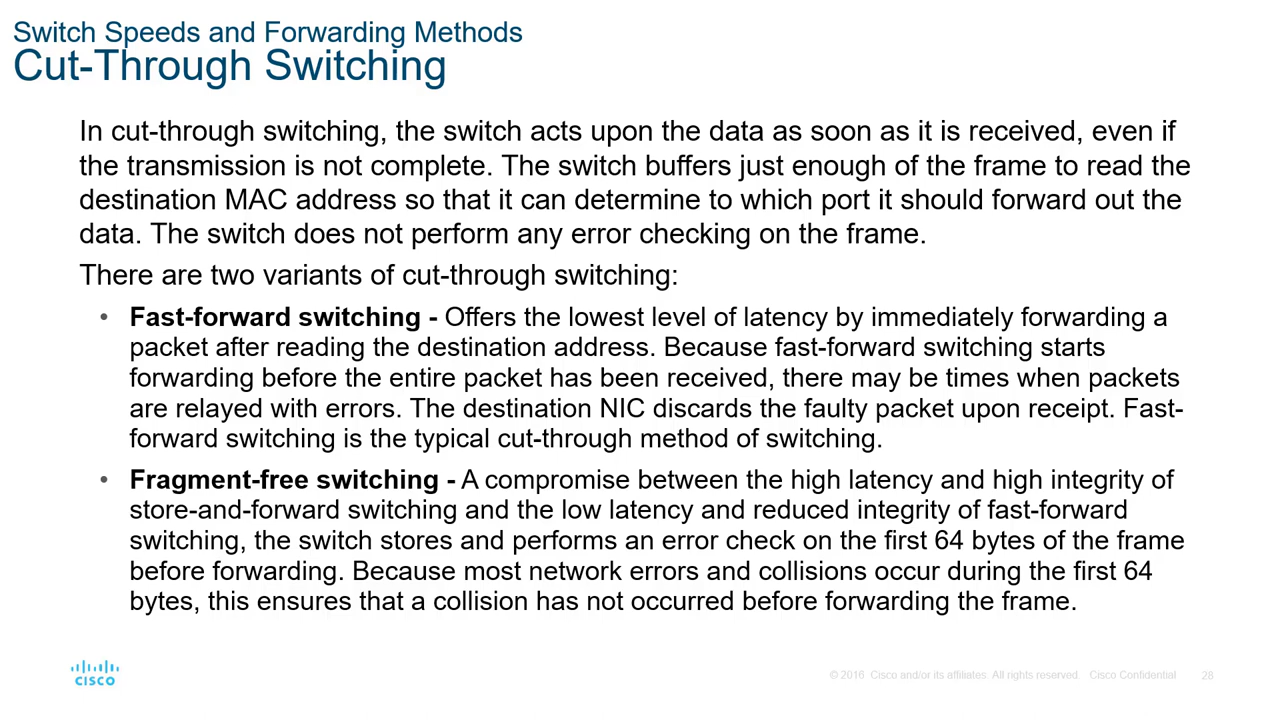 Switch Speeds and Forwarding Methods
Cut-Through Switching
In cut-through switching, the switch acts upon the data as soon as it is received, even if
the transmission is not complete. The switch buffers just enough of the frame to read the
destination MAC address so that it can determine to which port it should forward out the
data. The switch does not perform any error checking on the frame.
There are two variants of cut-through switching:
• Fast-forward switching - Offers the lowest level of latency by immediately forwarding a
packet after reading the destination address. Because fast-forward switching starts
forwarding before the entire packet has been received, there may be times when packets
are relayed with errors. The destination NIC discards the faulty packet upon receipt. Fast-
forward switching is the typical cut-through method of switching.
• Fragment-free switching - A compromise between the high latency and high integrity of
store-and-forward switching and the low latency and reduced integrity of fast-forward
switching, the switch stores and performs an error check on the first 64 bytes of the frame
before forwarding. Because most network errors and collisions occur during the first 64
bytes, this ensures that a collision has not occurred before forwarding the frame.
CISCO
© 2016 Cisco and/or its affiliates. All rights reserved. Cisco Confidential 28